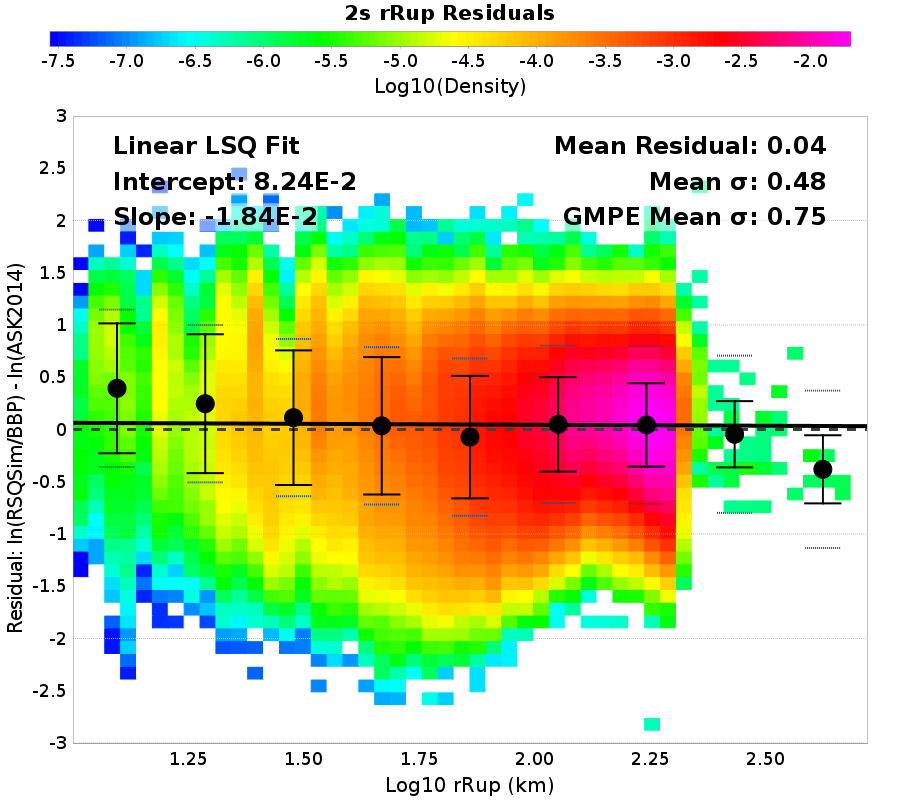 2s rRup Residuals
-7.5 -7.0 -6.5 -6.0 -5.5 -5.0 -4.5 -4.0 -3.5 -3.0 -2.5 -2.0
Log10(Density)
Linear LSQ Fit
Intercept: 8.24E-2
Slope: -1.84E-2
Mean Residual: 0.04
Mean σ: 0.48
GMPE Mean σ: 0.75
Residual: ln(RSQSim/BBP) - ln(ASK2014)
3
2.5
2
1.5
1
0.5
0
-0.5
-1
-1.5
-2
-2.5
-3
1.25 1.50 1.75 2.00 2.25 2.50
Log10 rRup (km)